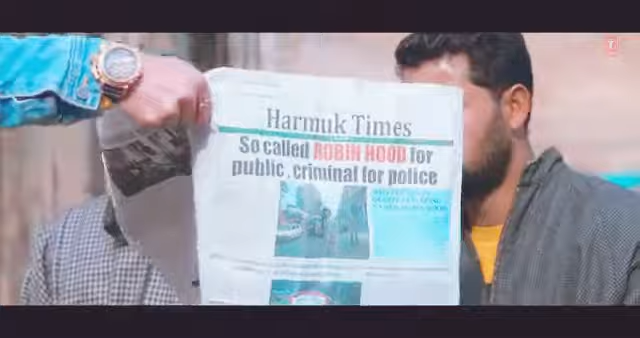 Harmuk Times
So called ROBIN HOOD for
public , criminal for police